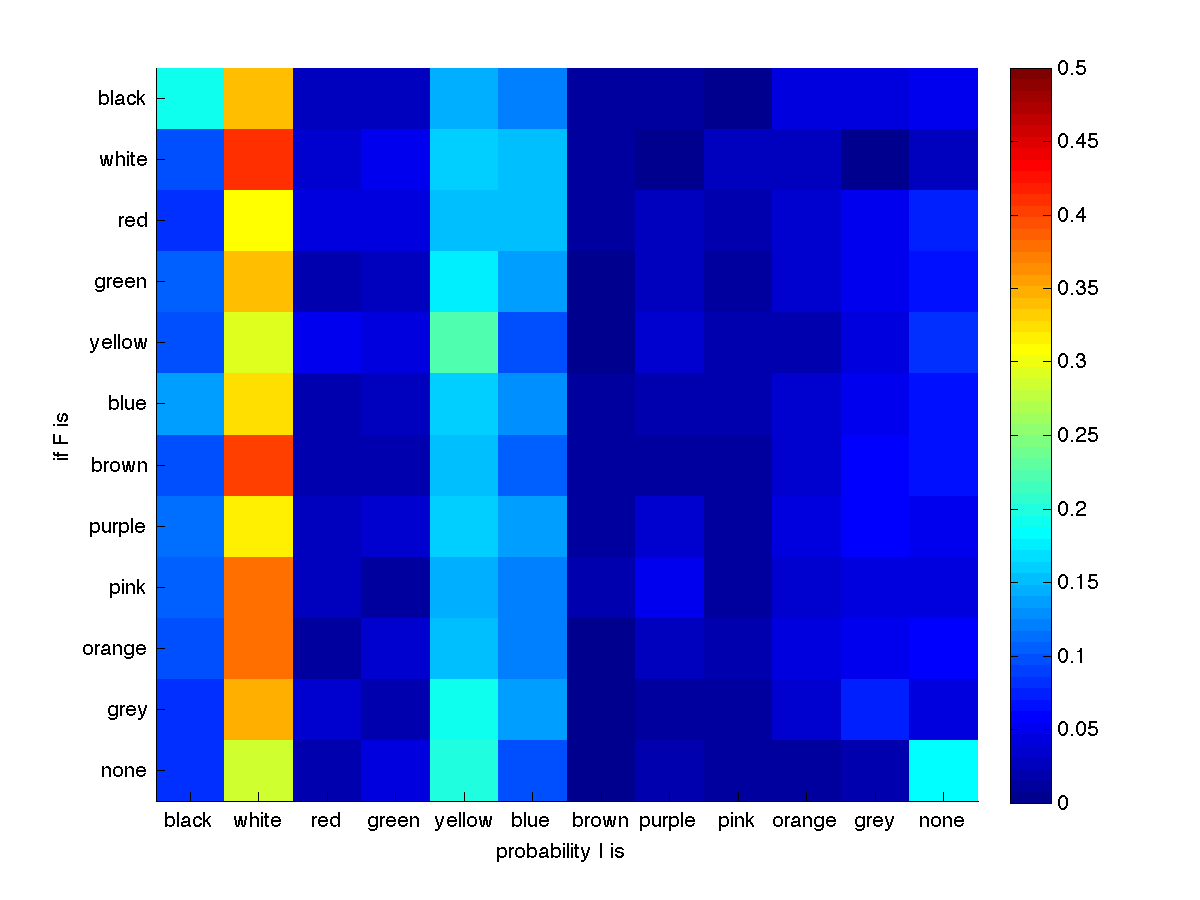 if F is
black
white
red
green
yellow
blue
brown
purple
pink
orange
grey
none
black white red green yellow blue brown purple pink orange grey none
probability I is
0.5
0.45
0.4
0.35
0.3
0.25
0.2
0.15
0.1
0.05
0